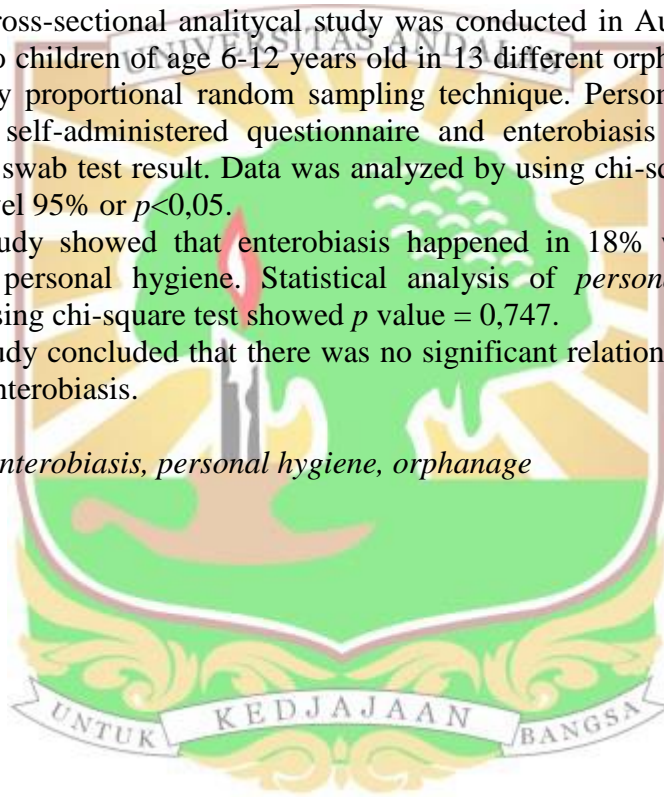 ross-sectional analitycal study was conducted in Au
UNIVERSITAS ANDALAS
o children of age 6-12 years old in 13 different orph
y proportional random sampling technique. Person
self-administered questionnaire and enterobiasis
swab test result. Data was analyzed by using chi-sq
vel 95% or p<0,05.
udy showed that enterobiasis happened in 18% v
personal hygiene. Statistical analysis of person
sing chi-square test showed p value = 0,747.
udy concluded that there was no significant relation
nterobiasis.
nterobiasis, personal hygiene, orphanage
UNTUK KEDJAJAAN BANGSA